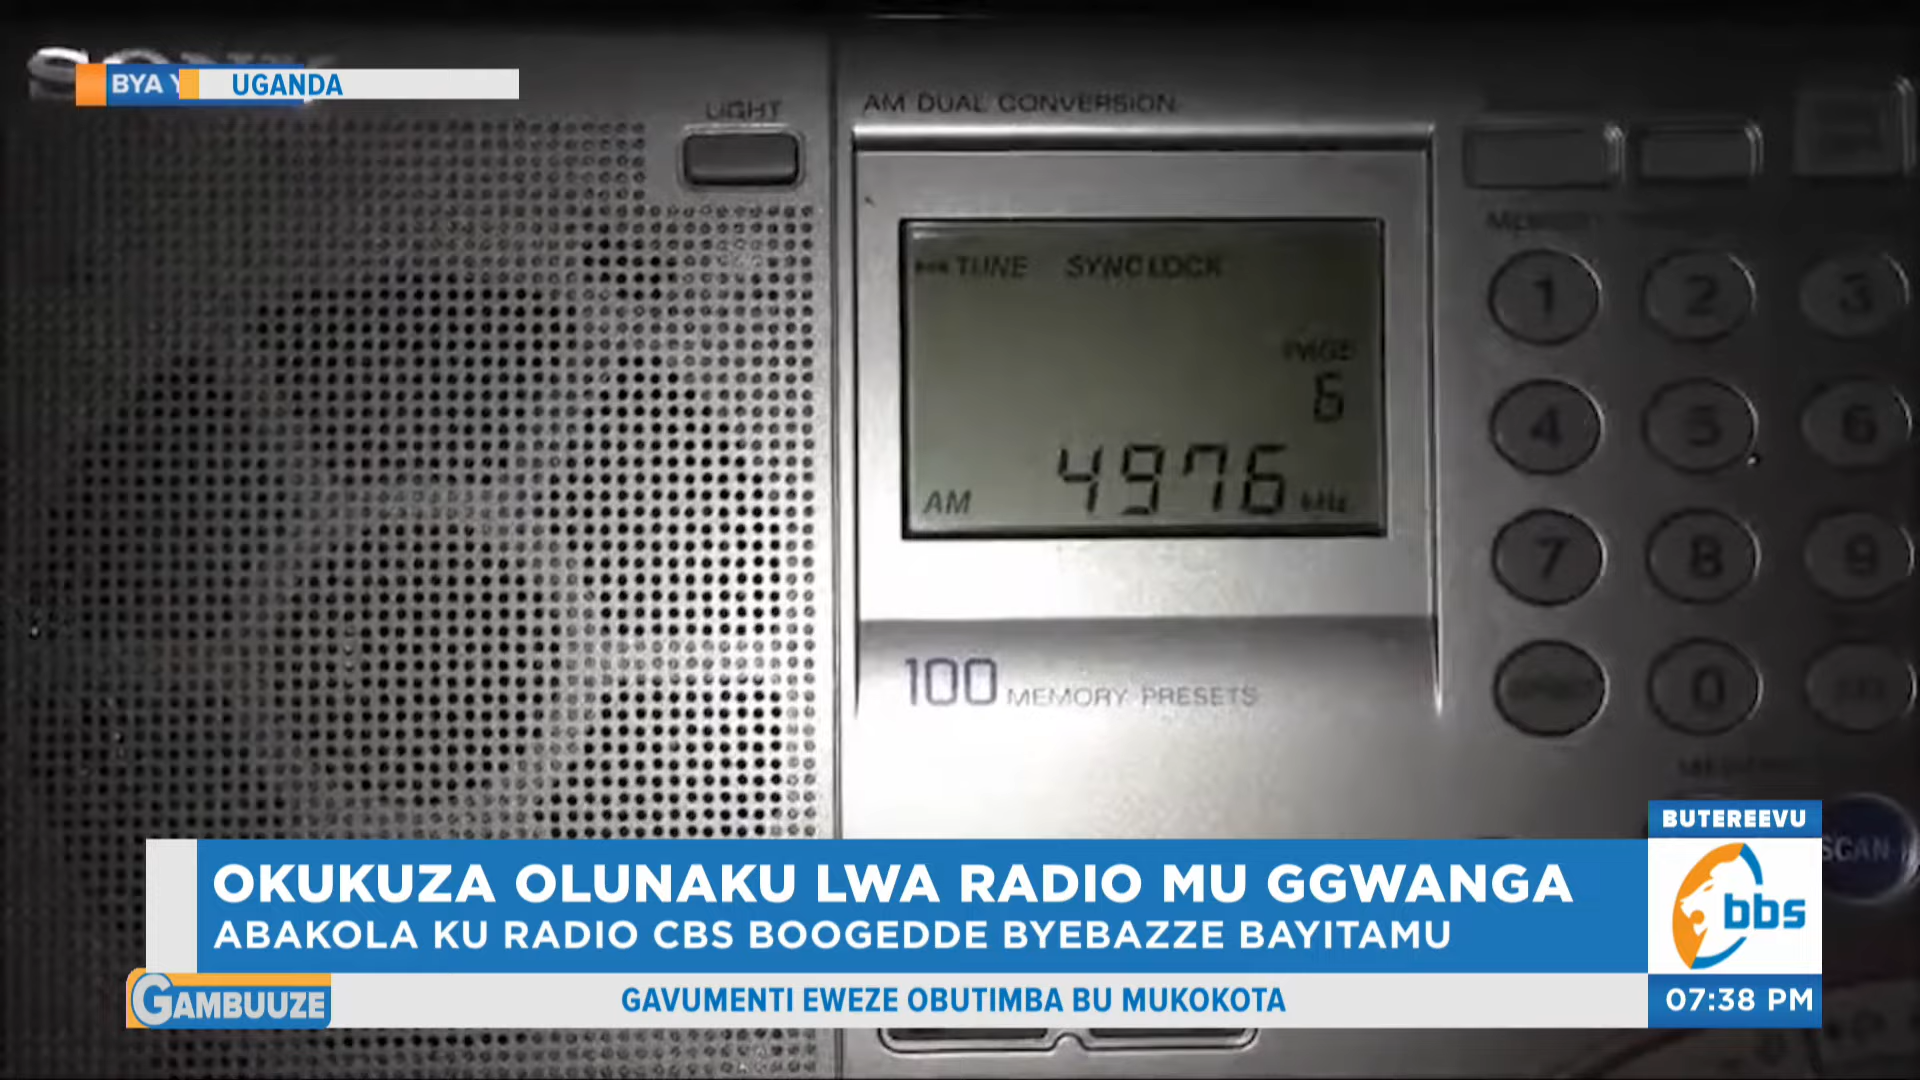 BYA
UGANDA
LIGHT
AM DUAL CONVERSION
TUNE SYNC LOCK
PAGE
6
AM 4976 kHz
100 MEMORY PRESETS
1 2 3
4 5 6
7 8 9
0
SCAN
BUTEREEVU
bbs
OKUKUZA OLUNAKU LWA RADIO MU GGWANGA
ABAKOLA KU RADIO CBS BOOGEDDE BYEBAZZE BAYITAMU
GAMBUUZE
GAVUMENTI EWEZE OBUTIMBA BU MUKOKOTA
07:38 PM